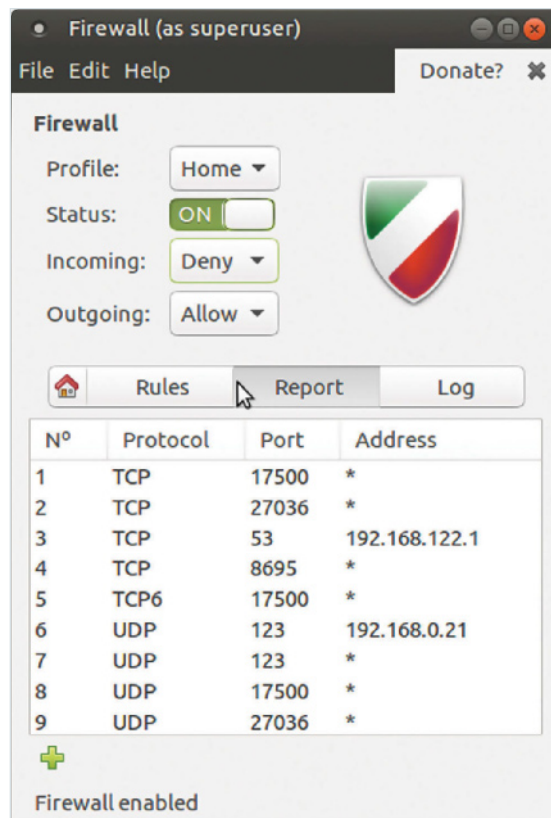 Firewall (as superuser)
File Edit Help Donate?
Firewall
Profile: Home
Status: ON
Incoming: Deny
Outgoing: Allow
Rules Report Log
Nº Protocol Port Address
1 TCP 17500 *
2 TCP 27036 *
3 TCP 53 192.168.122.1
4 TCP 8695 *
5 TCP6 17500 *
6 UDP 123 192.168.0.21
7 UDP 123 *
8 UDP 17500 *
9 UDP 27036 *
Firewall enabled